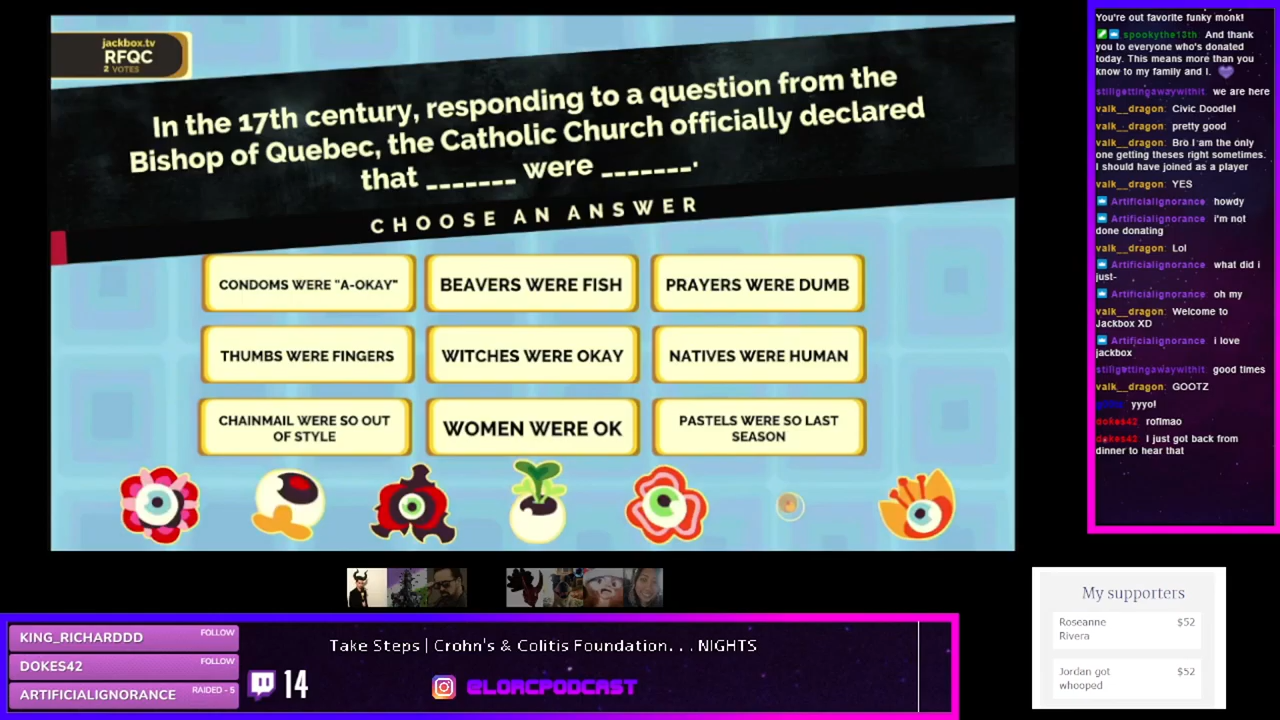 jackbox.tv
RFQC
2 VOTES
In the 17th century, responding to a question from the
Bishop of Quebec, the Catholic Church officially declared
that _______ were _______.
CHOOSE AN ANSWER
CONDOMS WERE "A-OKAY"
BEAVERS WERE FISH
PRAYERS WERE DUMB
THUMBS WERE FINGERS
WITCHES WERE OKAY
NATIVES WERE HUMAN
CHAINMAIL WERE SO OUT
OF STYLE
WOMEN WERE OK
PASTELS WERE SO LAST
SEASON
You're out favorite funky monk!
spookythe13th And thank
you to everyone who's donated
today. This means more than you
know to my family and I.
stillgettingawaywithit: we are here
valk__dragon: Civic Doodle!
valk__dragon: pretty good
valk__dragon: Bro I am the only
one getting theses right sometimes.
I should have joined as a player
valk__dragon: YES
Artificialignorance: howdy
Artificialignorance: i'm not
done donating
valk__dragon: Lol
Artificialignorance: what did i
just-
Artificialignorance: oh my
valk__dragon: Welcome to
Jackbox XD
Artificialignorance: i love
jackbox
stillgettingawaywithit: good times
valk__dragon: GOOTZ
yyyo!
dokes42: roflmao
dokes42: I just got back from
dinner to hear that
KING_RICHARDDD FOLLOW
DOKES42 FOLLOW
ARTIFICIALIGNORANCE RAIDED - 5
14
Take Steps | Crohn's & Colitis Foundation. . . NIGHTS
@LORCPODCAST
My supporters
Roseanne
Rivera
$52
Jordan got
whooped
$52